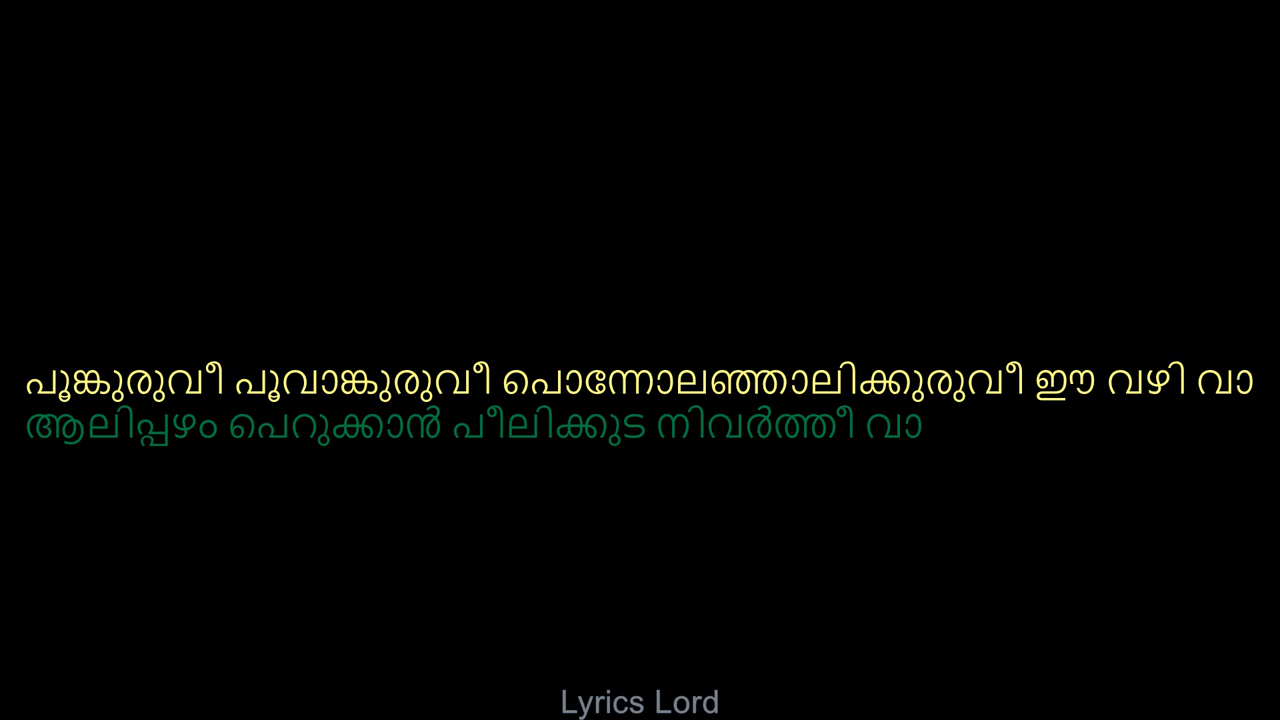 പൂങ്കുരുവീ പൂവാങ്കുരുവീ പൊന്നോലഞ്ഞാലിക്കുരുവീ ഈ വഴി വാ
ആലിപ്പഴം പെറുക്കാൻ പീലിക്കുട നിവർത്തീ വാ
Lyrics Lord